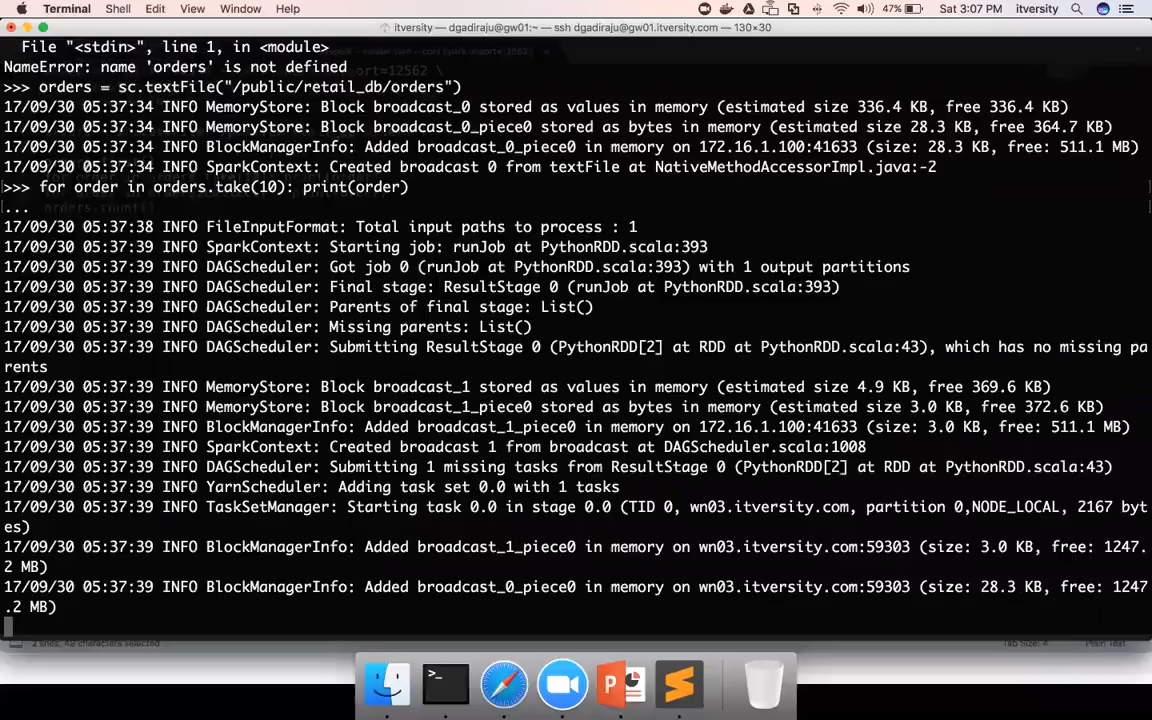 Terminal Shell Edit View Window Help 47% Sat 3:07 PM itversity
itversity — dgadiraju@gw01:~ — ssh dgadiraju@gw01.itversity.com — 130×30
  File "<stdin>", line 1, in <module>
NameError: name 'orders' is not defined
>>> orders = sc.textFile("/public/retail_db/orders")
17/09/30 05:37:34 INFO MemoryStore: Block broadcast_0 stored as values in memory (estimated size 336.4 KB, free 336.4 KB)
17/09/30 05:37:34 INFO MemoryStore: Block broadcast_0_piece0 stored as bytes in memory (estimated size 28.3 KB, free 364.7 KB)
17/09/30 05:37:34 INFO BlockManagerInfo: Added broadcast_0_piece0 in memory on 172.16.1.100:41633 (size: 28.3 KB, free: 511.1 MB)
17/09/30 05:37:34 INFO SparkContext: Created broadcast 0 from textFile at NativeMethodAccessorImpl.java:-2
>>> for order in orders.take(10): print(order)
...
17/09/30 05:37:38 INFO FileInputFormat: Total input paths to process : 1
17/09/30 05:37:39 INFO SparkContext: Starting job: runJob at PythonRDD.scala:393
17/09/30 05:37:39 INFO DAGScheduler: Got job 0 (runJob at PythonRDD.scala:393) with 1 output partitions
17/09/30 05:37:39 INFO DAGScheduler: Final stage: ResultStage 0 (runJob at PythonRDD.scala:393)
17/09/30 05:37:39 INFO DAGScheduler: Parents of final stage: List()
17/09/30 05:37:39 INFO DAGScheduler: Missing parents: List()
17/09/30 05:37:39 INFO DAGScheduler: Submitting ResultStage 0 (PythonRDD[2] at RDD at PythonRDD.scala:43), which has no missing pa
rents
17/09/30 05:37:39 INFO MemoryStore: Block broadcast_1 stored as values in memory (estimated size 4.9 KB, free 369.6 KB)
17/09/30 05:37:39 INFO MemoryStore: Block broadcast_1_piece0 stored as bytes in memory (estimated size 3.0 KB, free 372.6 KB)
17/09/30 05:37:39 INFO BlockManagerInfo: Added broadcast_1_piece0 in memory on 172.16.1.100:41633 (size: 3.0 KB, free: 511.1 MB)
17/09/30 05:37:39 INFO SparkContext: Created broadcast 1 from broadcast at DAGScheduler.scala:1008
17/09/30 05:37:39 INFO DAGScheduler: Submitting 1 missing tasks from ResultStage 0 (PythonRDD[2] at RDD at PythonRDD.scala:43)
17/09/30 05:37:39 INFO YarnScheduler: Adding task set 0.0 with 1 tasks
17/09/30 05:37:39 INFO TaskSetManager: Starting task 0.0 in stage 0.0 (TID 0, wn03.itversity.com, partition 0,NODE_LOCAL, 2167 byt
es)
17/09/30 05:37:39 INFO BlockManagerInfo: Added broadcast_1_piece0 in memory on wn03.itversity.com:59303 (size: 3.0 KB, free: 1247.
2 MB)
17/09/30 05:37:39 INFO BlockManagerInfo: Added broadcast_0_piece0 in memory on wn03.itversity.com:59303 (size: 28.3 KB, free: 1247
.2 MB)